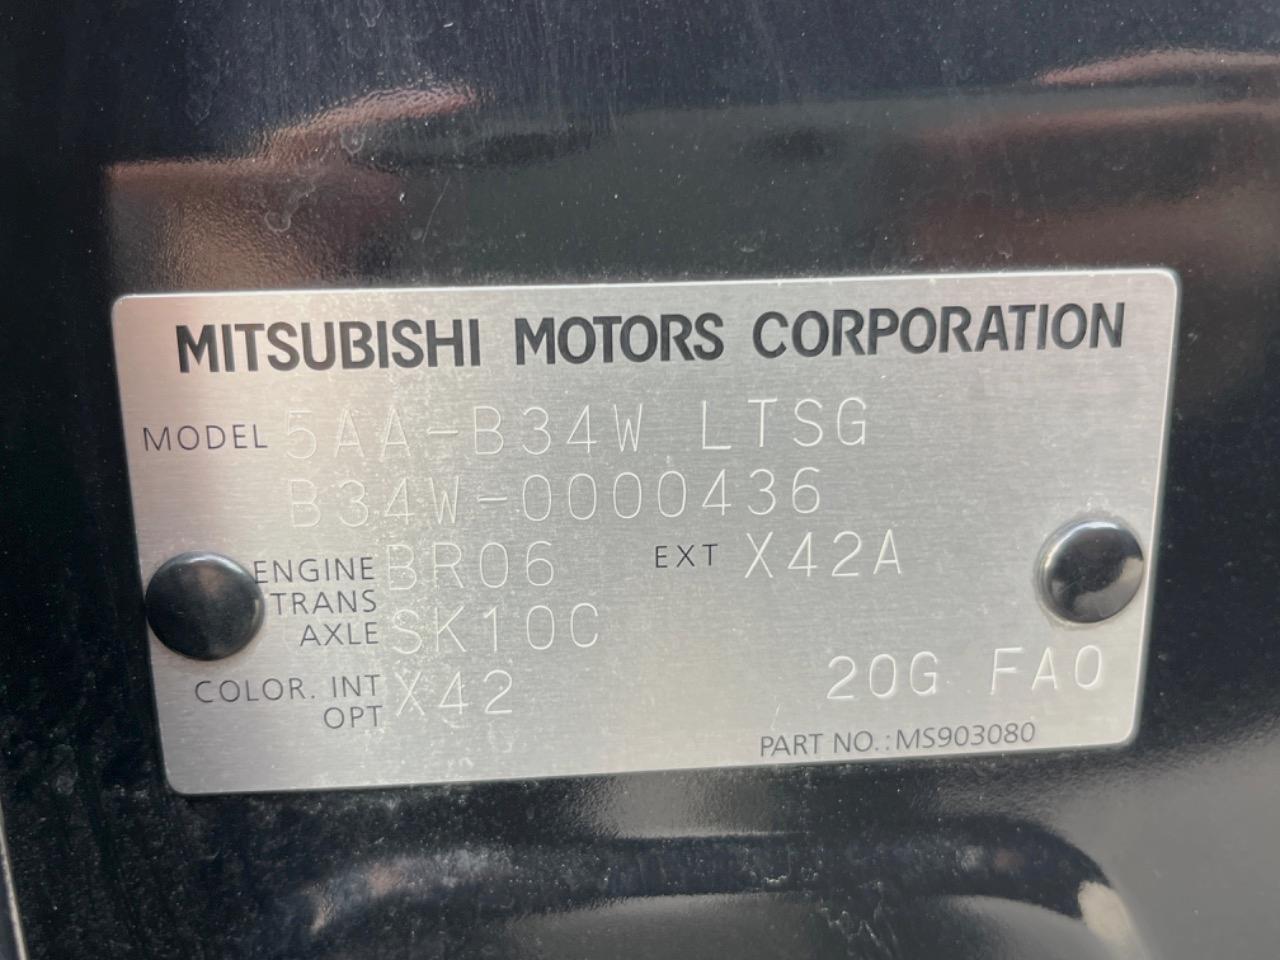 MITSUBISHI MOTORS CORPORATION
MODEL 5AA-B34W LTSG
B34W-0000436
ENGINE BR06 EXT X42A
TRANS
AXLE SK10C
COLOR. INT X42
OPT 20G FA0
PART NO.:MS903080